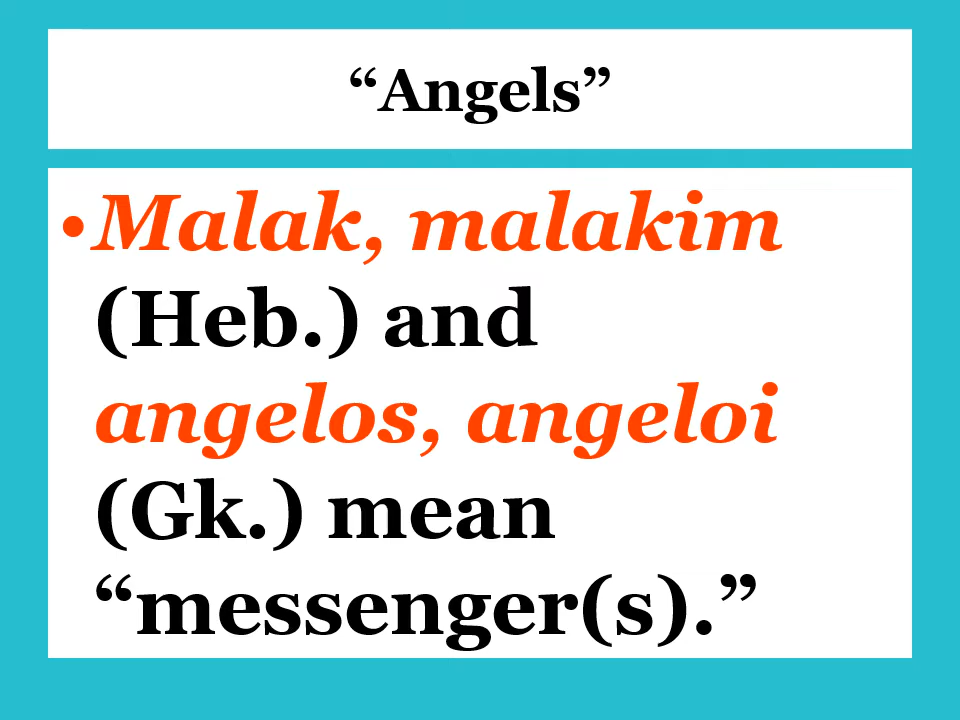 “Angels”
•Malak, malakim
(Heb.) and
angelos, angeloi
(Gk.) mean
“messenger(s).”